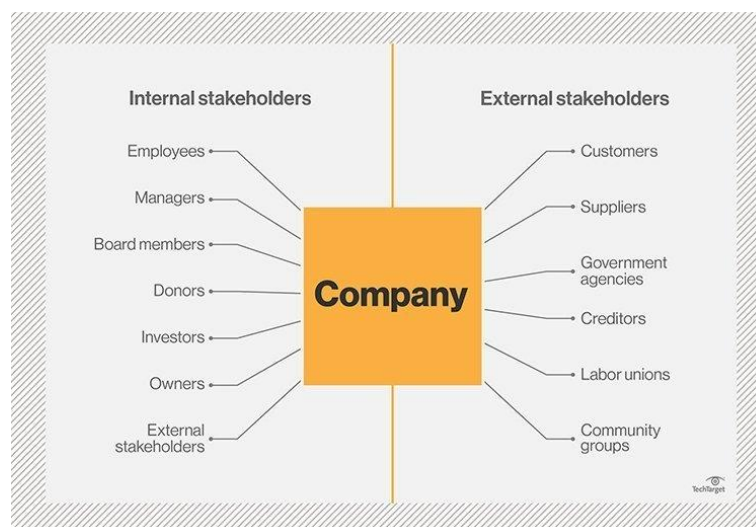 Internal stakeholders
Employees
Managers
Board members
Donors
Investors
Owners
External
stakeholders
Company
External stakeholders
Customers
Suppliers
Government
agencies
Creditors
Labor unions
Community
groups
TechTarget